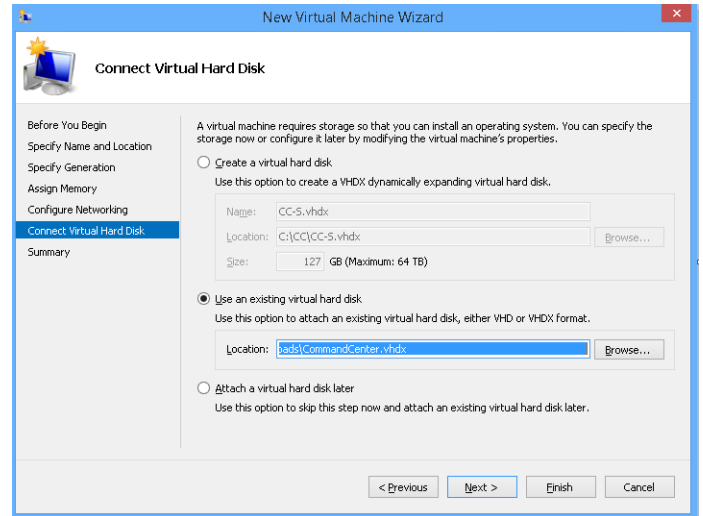 New Virtual Machine Wizard
Connect Virtual Hard Disk
Before You Begin
Specify Name and Location
Specify Generation
Assign Memory
Configure Networking
Connect Virtual Hard Disk
Summary
A virtual machine requires storage so that you can install an operating system. You can specify the
storage now or configure it later by modifying the virtual machine's properties.
Create a virtual hard disk
Use this option to create a VHDX dynamically expanding virtual hard disk.
Name: CC-S.vhdx
Location: C:\CC\CC-S.vhdx Browse...
Size: 127 GB (Maximum: 64 TB)
Use an existing virtual hard disk
Use this option to attach an existing virtual hard disk, either VHD or VHDX format.
Location: oads\CommandCenter.vhdx Browse...
Attach a virtual hard disk later
Use this option to skip this step now and attach an existing virtual hard disk later.
< Previous Next > Finish Cancel